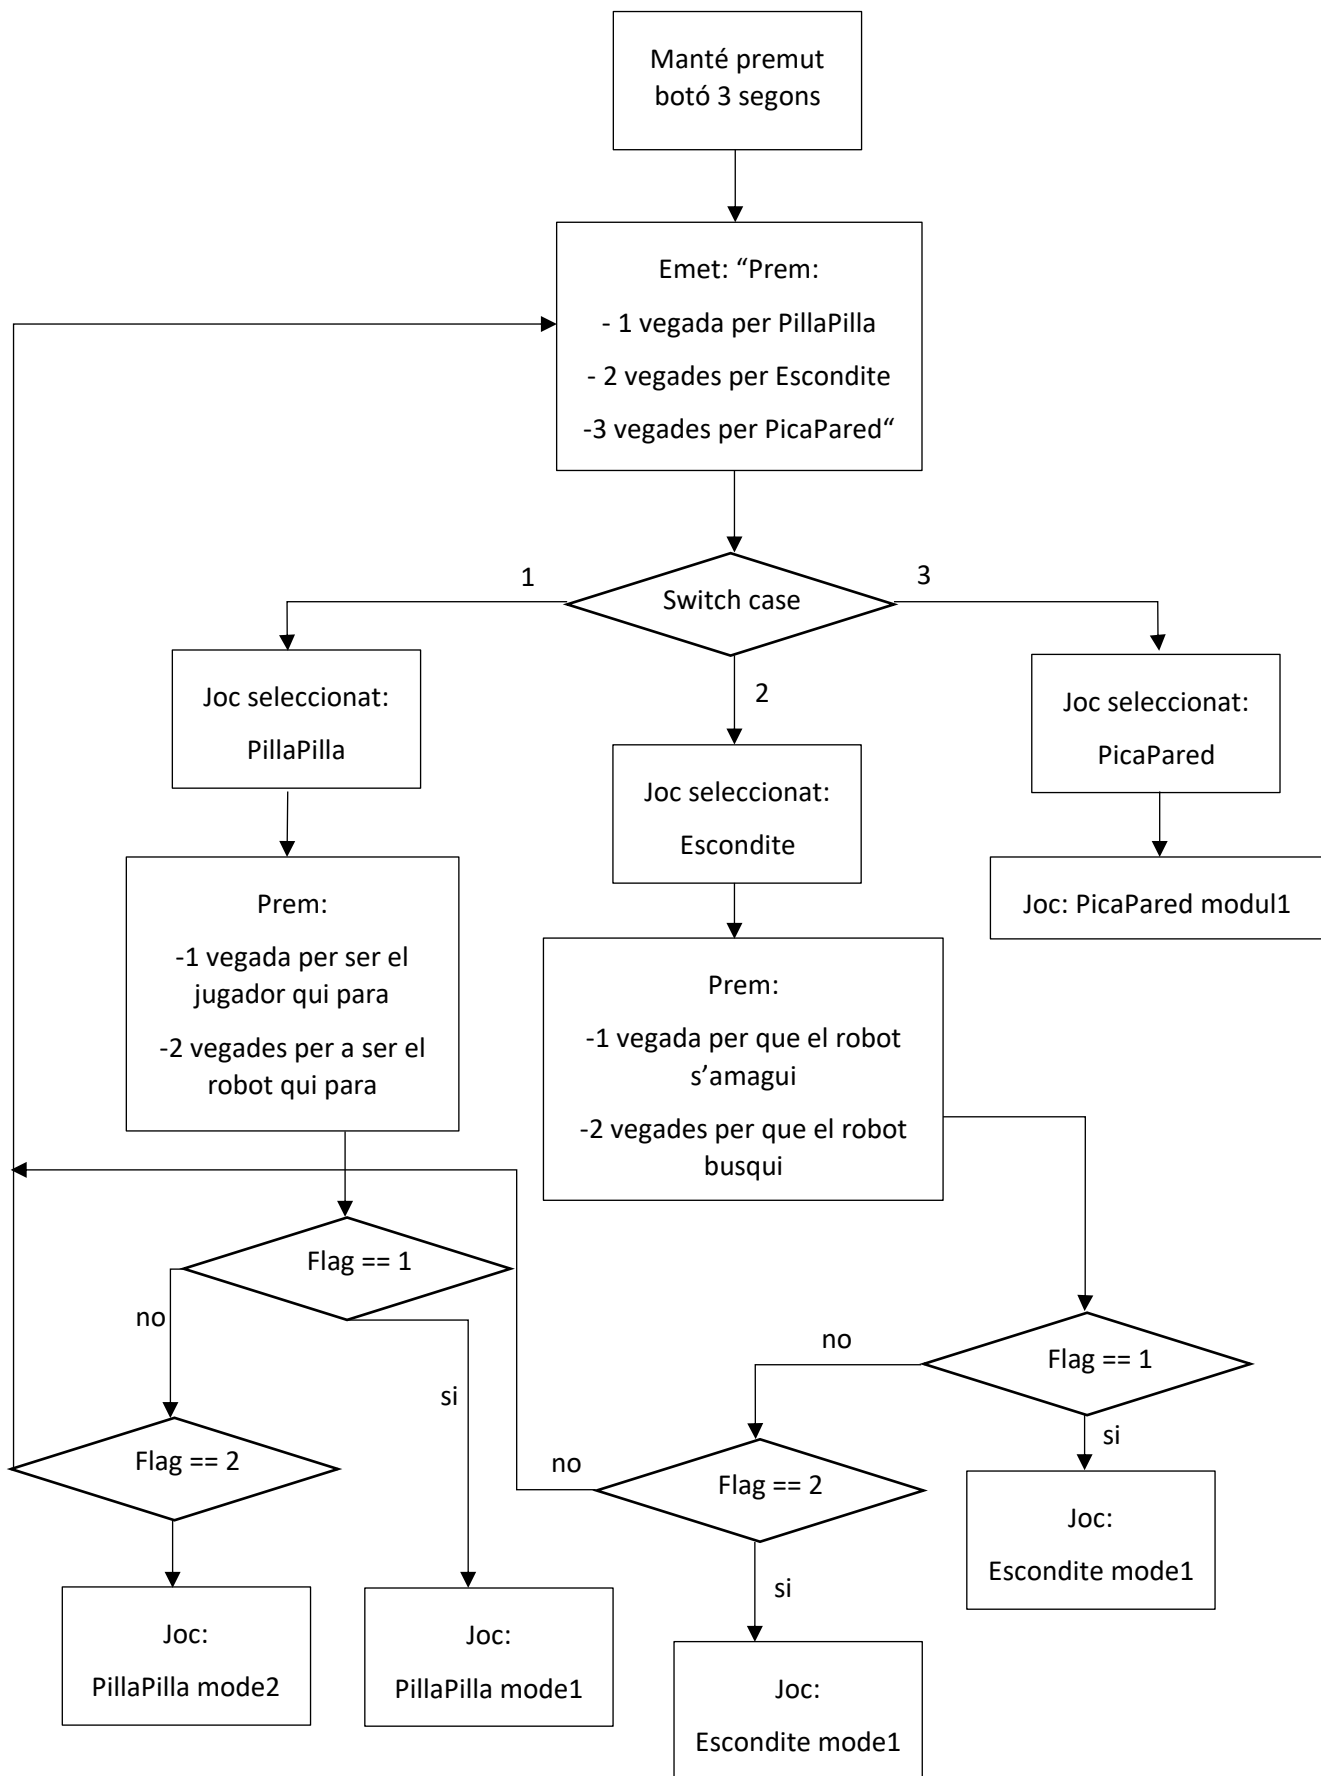 Manté premut
botó 3 segons
Emet: “Prem:
- 1 vegada per PillaPilla
- 2 vegades per Escondite
-3 vegades per PicaPared“
1
Switch case
3
2
Joc seleccionat:
PillaPilla
Joc seleccionat:
Escondite
Joc seleccionat:
PicaPared
Joc: PicaPared modul1
Prem:
-1 vegada per ser el
jugador qui para
-2 vegades per a ser el
robot qui para
Prem:
-1 vegada per que el robot
s’amagui
-2 vegades per que el robot
busqui
Flag == 1
no
si
Flag == 2
Flag == 1
no
si
Flag == 2
no
si
Joc:
PillaPilla mode2
Joc:
PillaPilla mode1
Joc:
Escondite mode1
Joc:
Escondite mode1